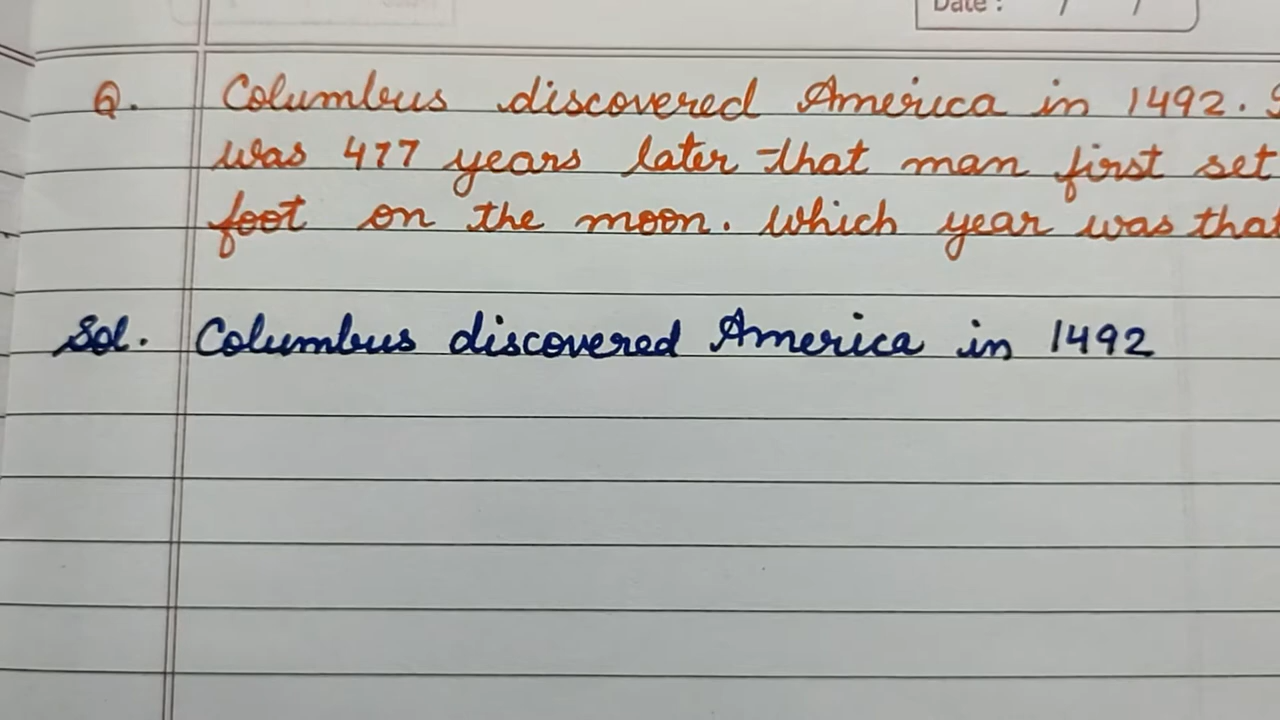 Date : / /
Q. Columbus discovered America in 1492.
was 477 years later that man first set
foot on the moon. Which year was that
Sol. Columbus discovered America in 1492